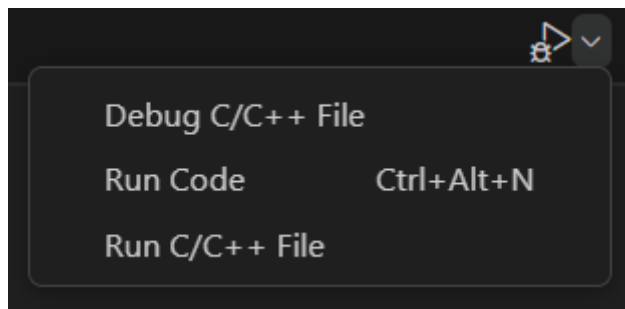 Debug C/C++ File
Run Code Ctrl+Alt+N
Run C/C++ File